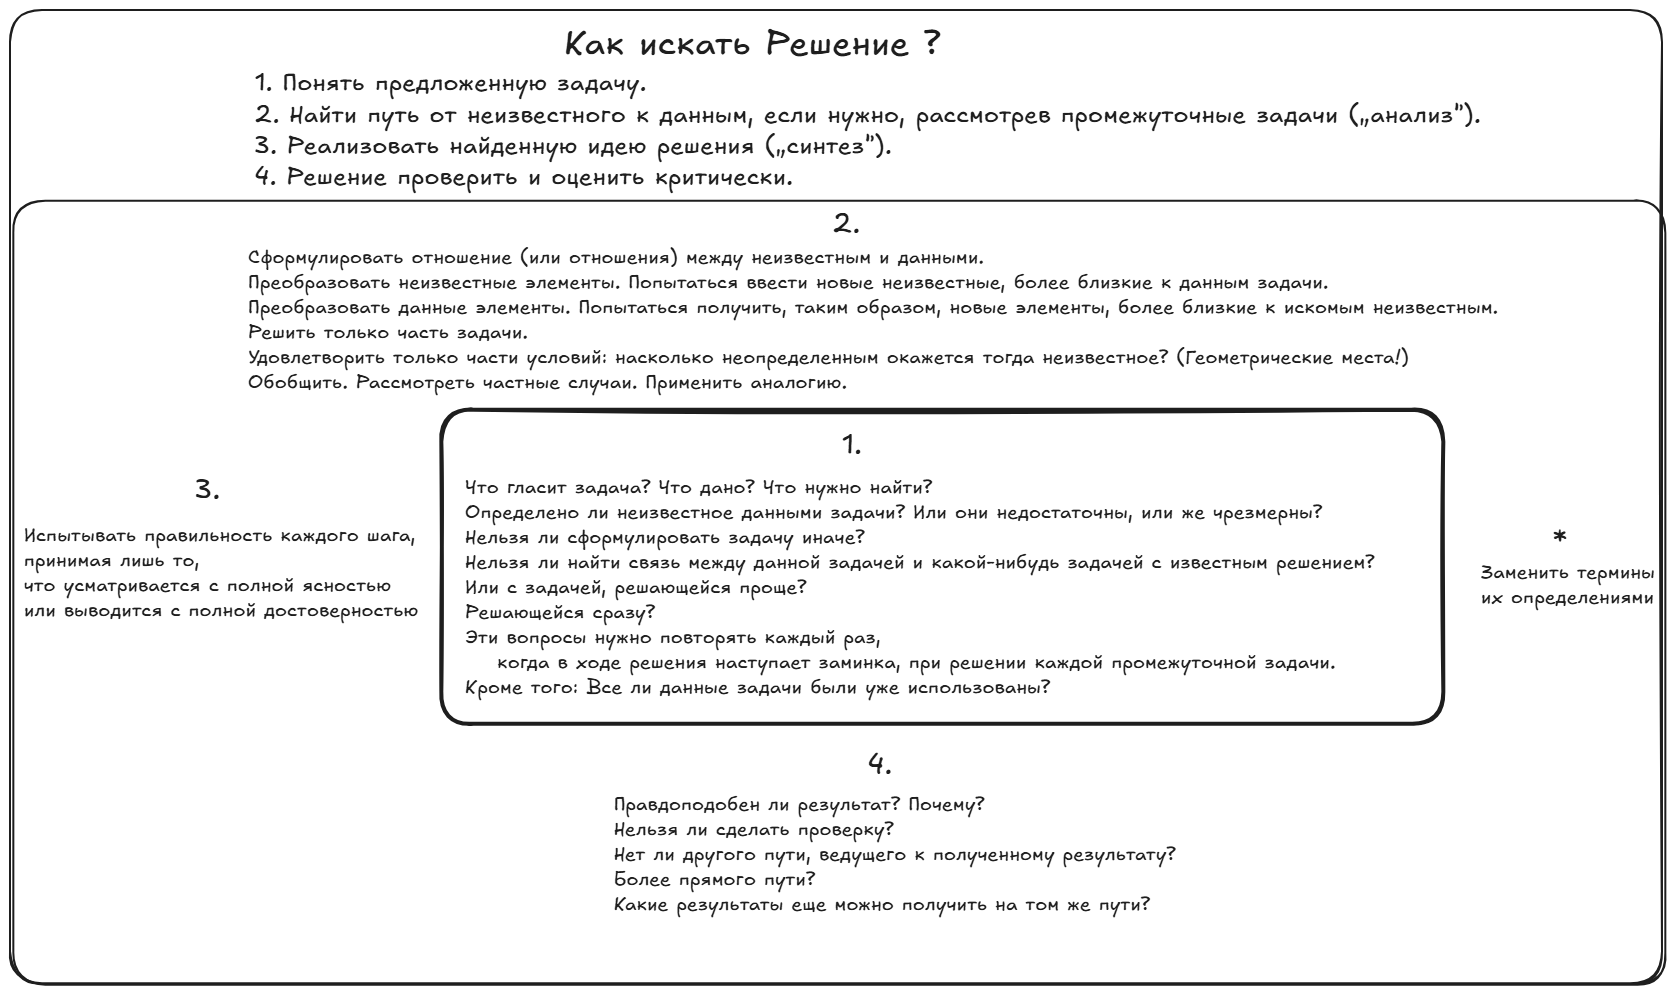 Как искать Решение ?
1. Понять предложенную задачу.
2. Найти путь от неизвестного к данным, если нужно, рассмотрев промежуточные задачи („анализ").
3. Реализовать найденную идею решения („синтез").
4. Решение проверить и оценить критически.
2.
Сформулировать отношение (или отношения) между неизвестным и данными.
Преобразовать неизвестные элементы. Попытаться ввести новые неизвестные, более близкие к данным задачи.
Преобразовать данные элементы. Попытаться получить, таким образом, новые элементы, более близкие к искомым неизвестным.
Решить только часть задачи.
Удовлетворить только части условий: насколько неопределенным окажется тогда неизвестное? (Геометрические места!)
Обобщить. Рассмотреть частные случаи. Применить аналогию.
3.
Испытывать правильность каждого шага,
принимая лишь то,
что усматривается с полной ясностью
или выводится с полной достоверностью
1.
Что гласит задача? Что дано? Что нужно найти?
Определено ли неизвестное данными задачи? Или они недостаточны, или же чрезмерны?
Нельзя ли сформулировать задачу иначе?
Нельзя ли найти связь между данной задачей и какой-нибудь задачей с известным решением?
Или с задачей, решающейся проще?
Решающейся сразу?
Эти вопросы нужно повторять каждый раз,
когда в ходе решения наступает заминка, при решении каждой промежуточной задачи.
Кроме того: Все ли данные задачи были уже использованы?
*
Заменить термины
их определениями
4.
Правдоподобен ли результат? Почему?
Нельзя ли сделать проверку?
Нет ли другого пути, ведущего к полученному результату?
Более прямого пути?
Какие результаты еще можно получить на том же пути?